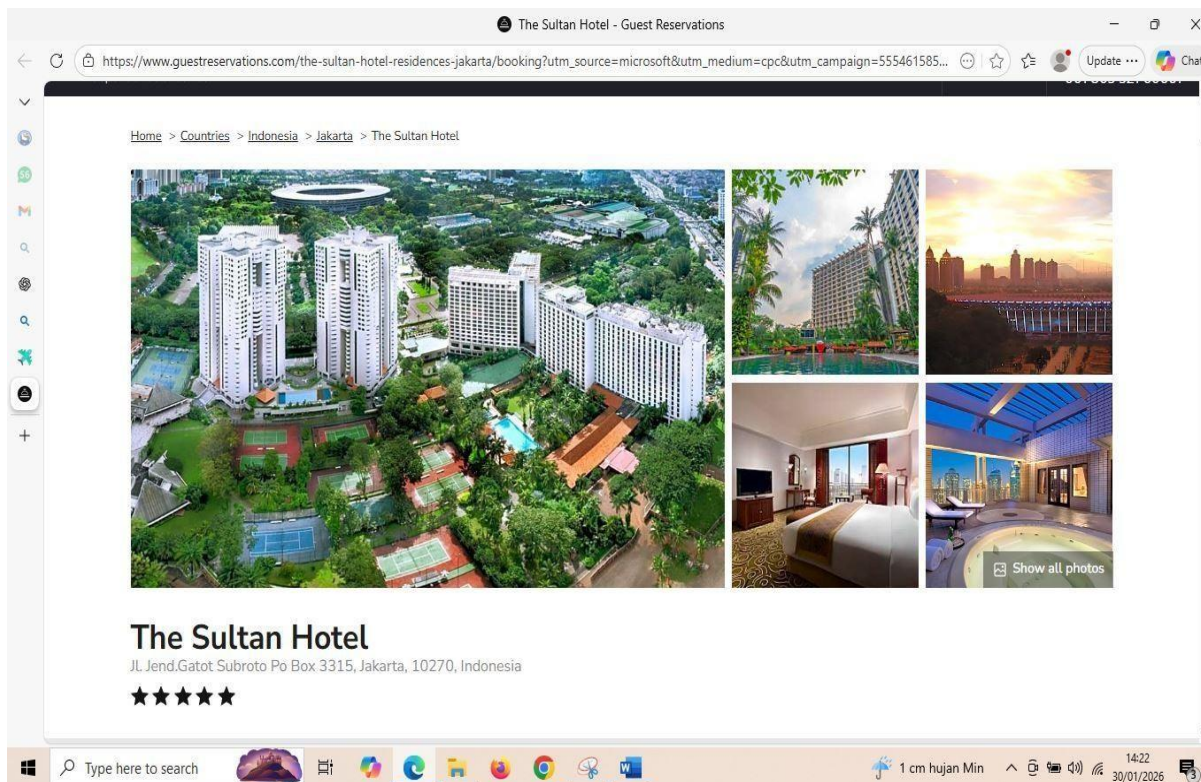 The Sultan Hotel - Guest Reservations
https://www.guestreservations.com/the-sultan-hotel-residences-jakarta/booking?utm_source=microsoft&utm_medium=cpc&utm_campaign=555461585...
Update ...
Chat
56
Home > Countries > Indonesia > Jakarta > The Sultan Hotel
Show all photos
The Sultan Hotel
Jl. Jend.Gatot Subroto Po Box 3315, Jakarta, 10270, Indonesia
Type here to search
1 cm hujan Min
14:22
30/01/2026